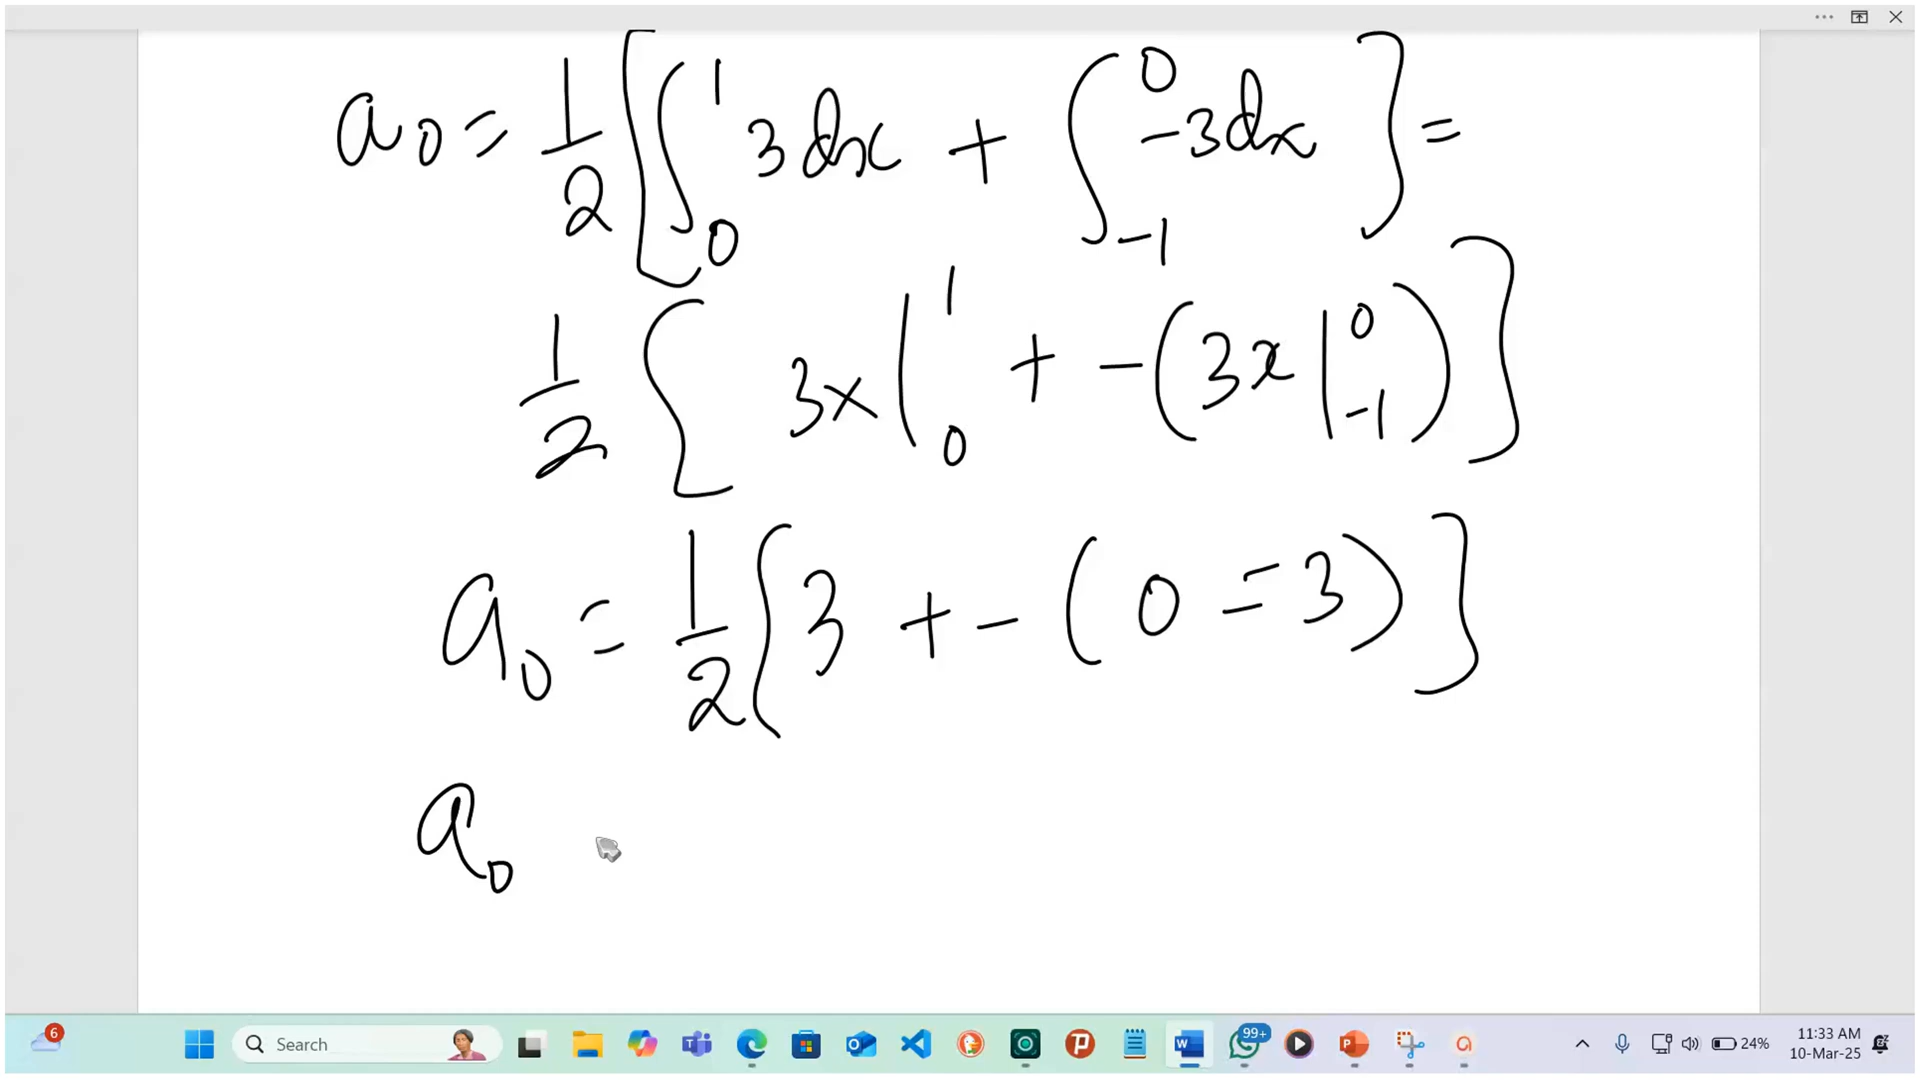 a₀ = 1/2 [ ∫₀¹ 3dx + ∫₋₁⁰ -3dx ] =
1/2 [ 3x |₀¹ + -(3x |₋₁⁰) ]
a₀ = 1/2 [ 3 + - ( 0 = 3) ]
a₀
6
Search
99+
24%
11:33 AM
10-Mar-25